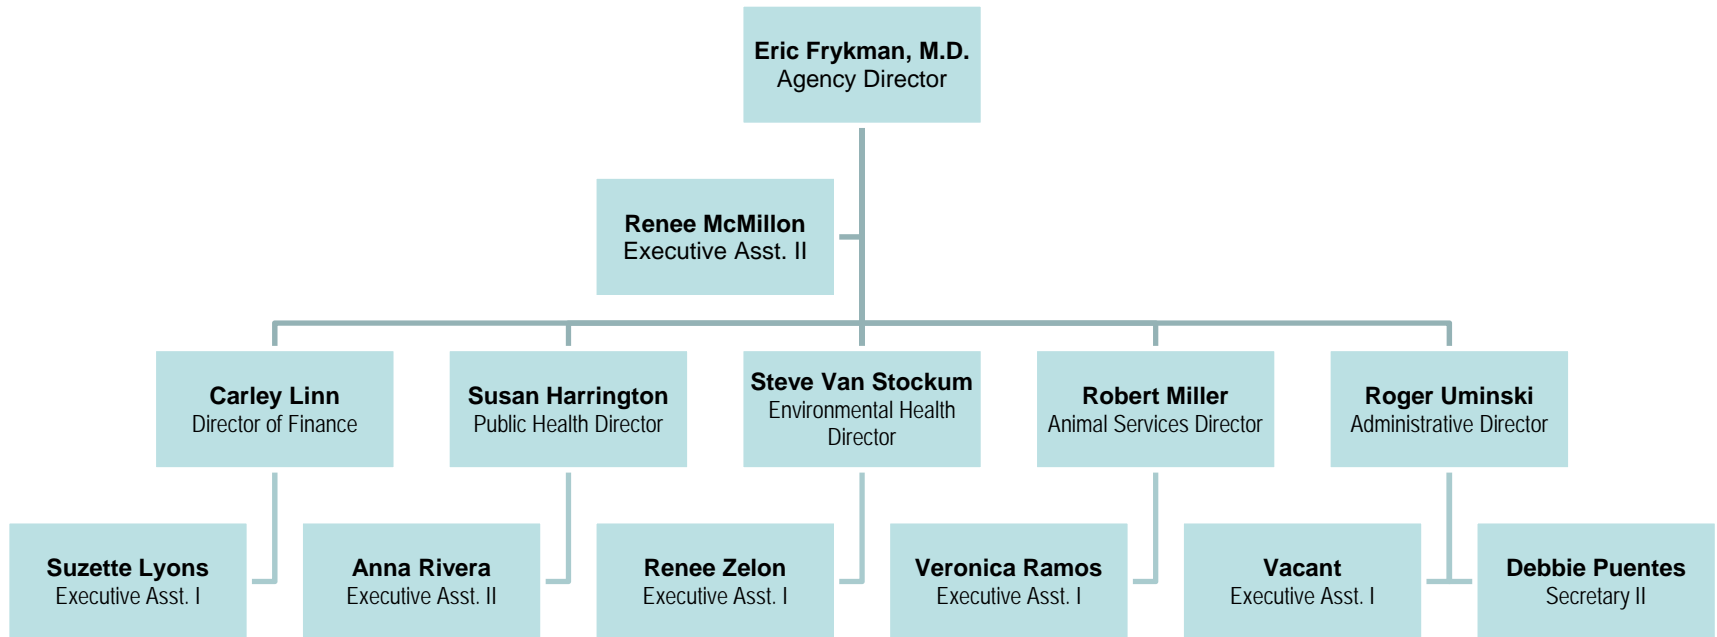 Eric Frykman, M.D.
Agency Director
Renee McMillon
Executive Asst. II
Carley Linn
Director of Finance
Susan Harrington
Public Health Director
Steve Van Stockum
Environmental Health
Director
Robert Miller
Animal Services Director
Roger Uminski
Administrative Director
Suzette Lyons
Executive Asst. I
Anna Rivera
Executive Asst. II
Renee Zelon
Executive Asst. I
Veronica Ramos
Executive Asst. I
Vacant
Executive Asst. I
Debbie Puentes
Secretary II